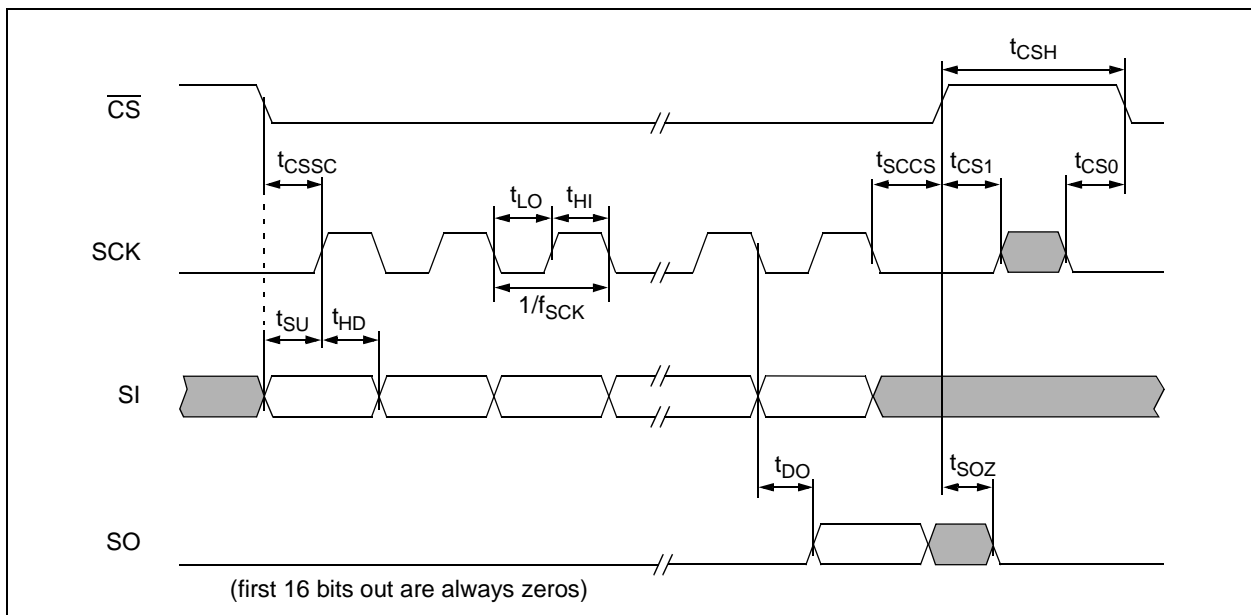 tCSH
CS
tCSSC
tSCCS
tCS1
tCS0
tLO
tHI
SCK
1/fSCK
tSU
tHD
SI
tDO
tSOZ
SO
(first 16 bits out are always zeros)